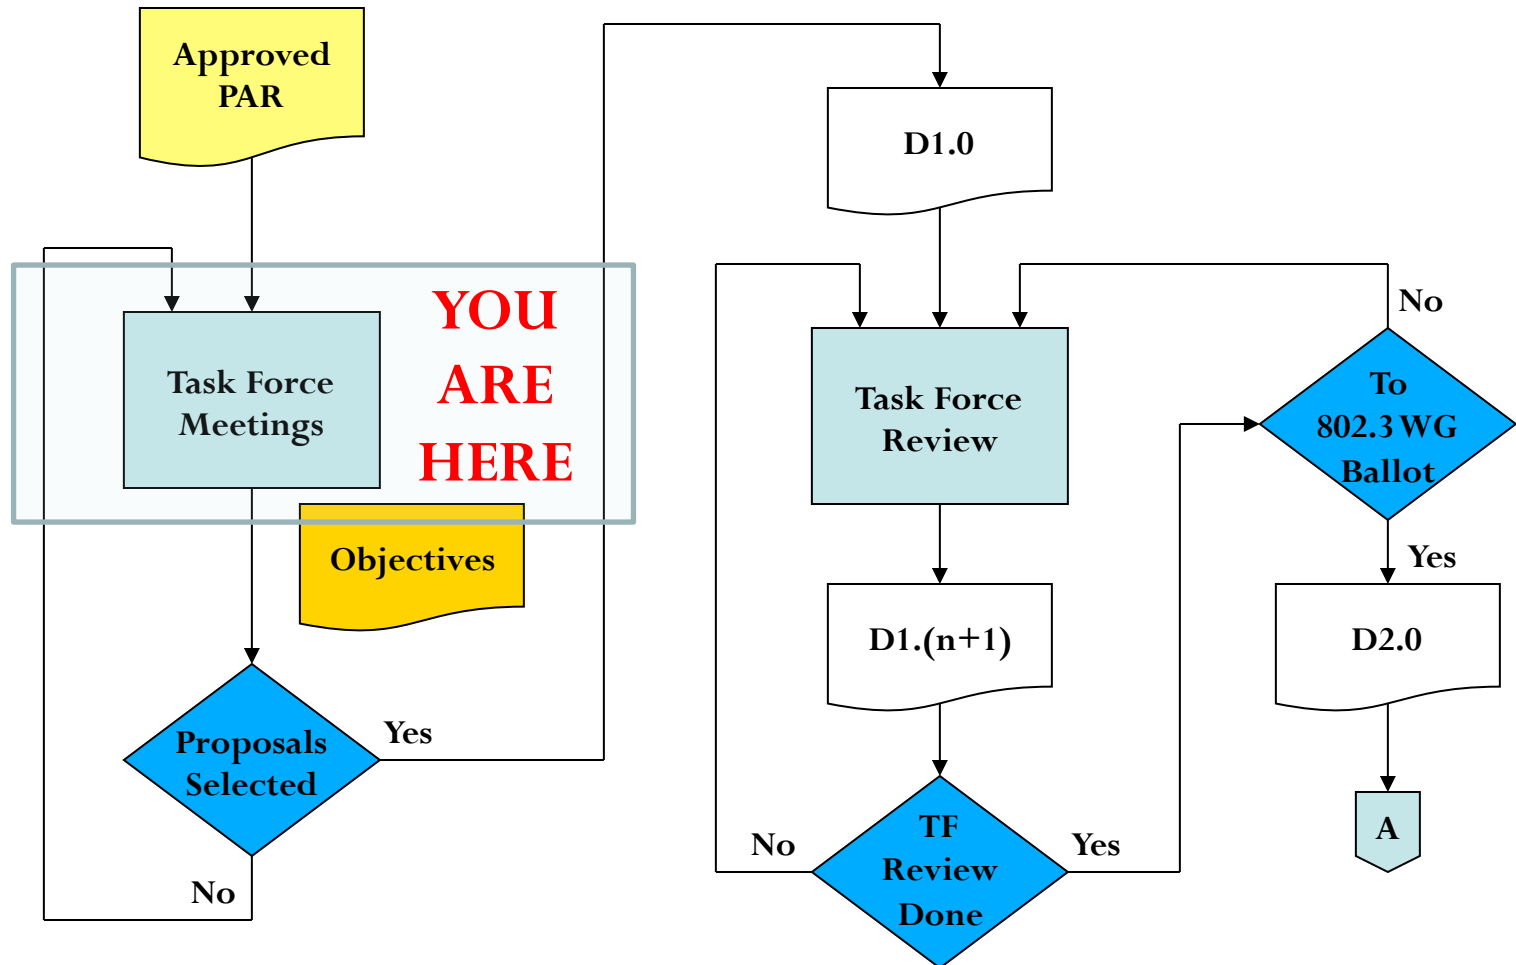 Approved
PAR
YOU
ARE
HERE
Task Force
Meetings
Objectives
Proposals
Selected
Yes
No
D1.0
Task Force
Review
D1.(n+1)
TF
Review
Done
No
Yes
No
To
802.3 WG
Ballot
Yes
D2.0
A